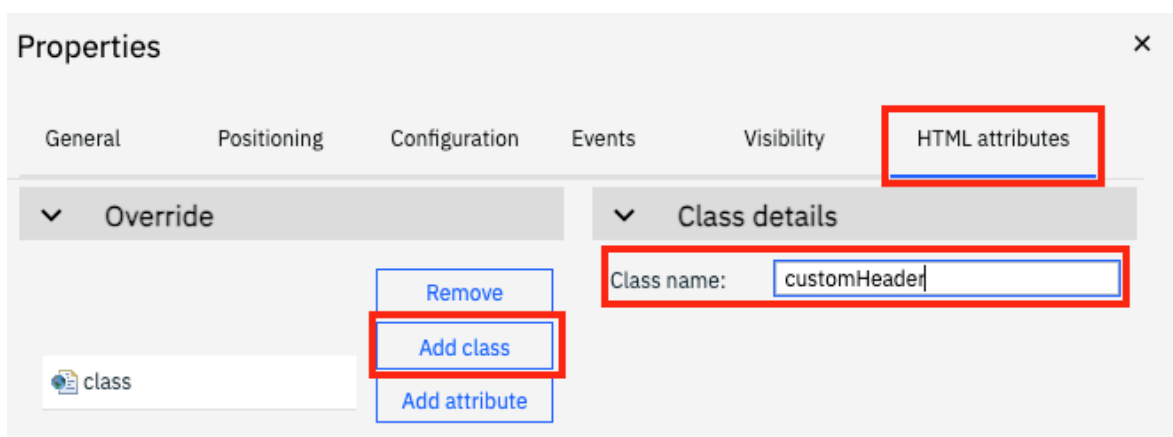 Properties
General Positioning Configuration Events Visibility HTML attributes
Override
Class details
Remove
Add class
Add attribute
class
Class name: customHeader